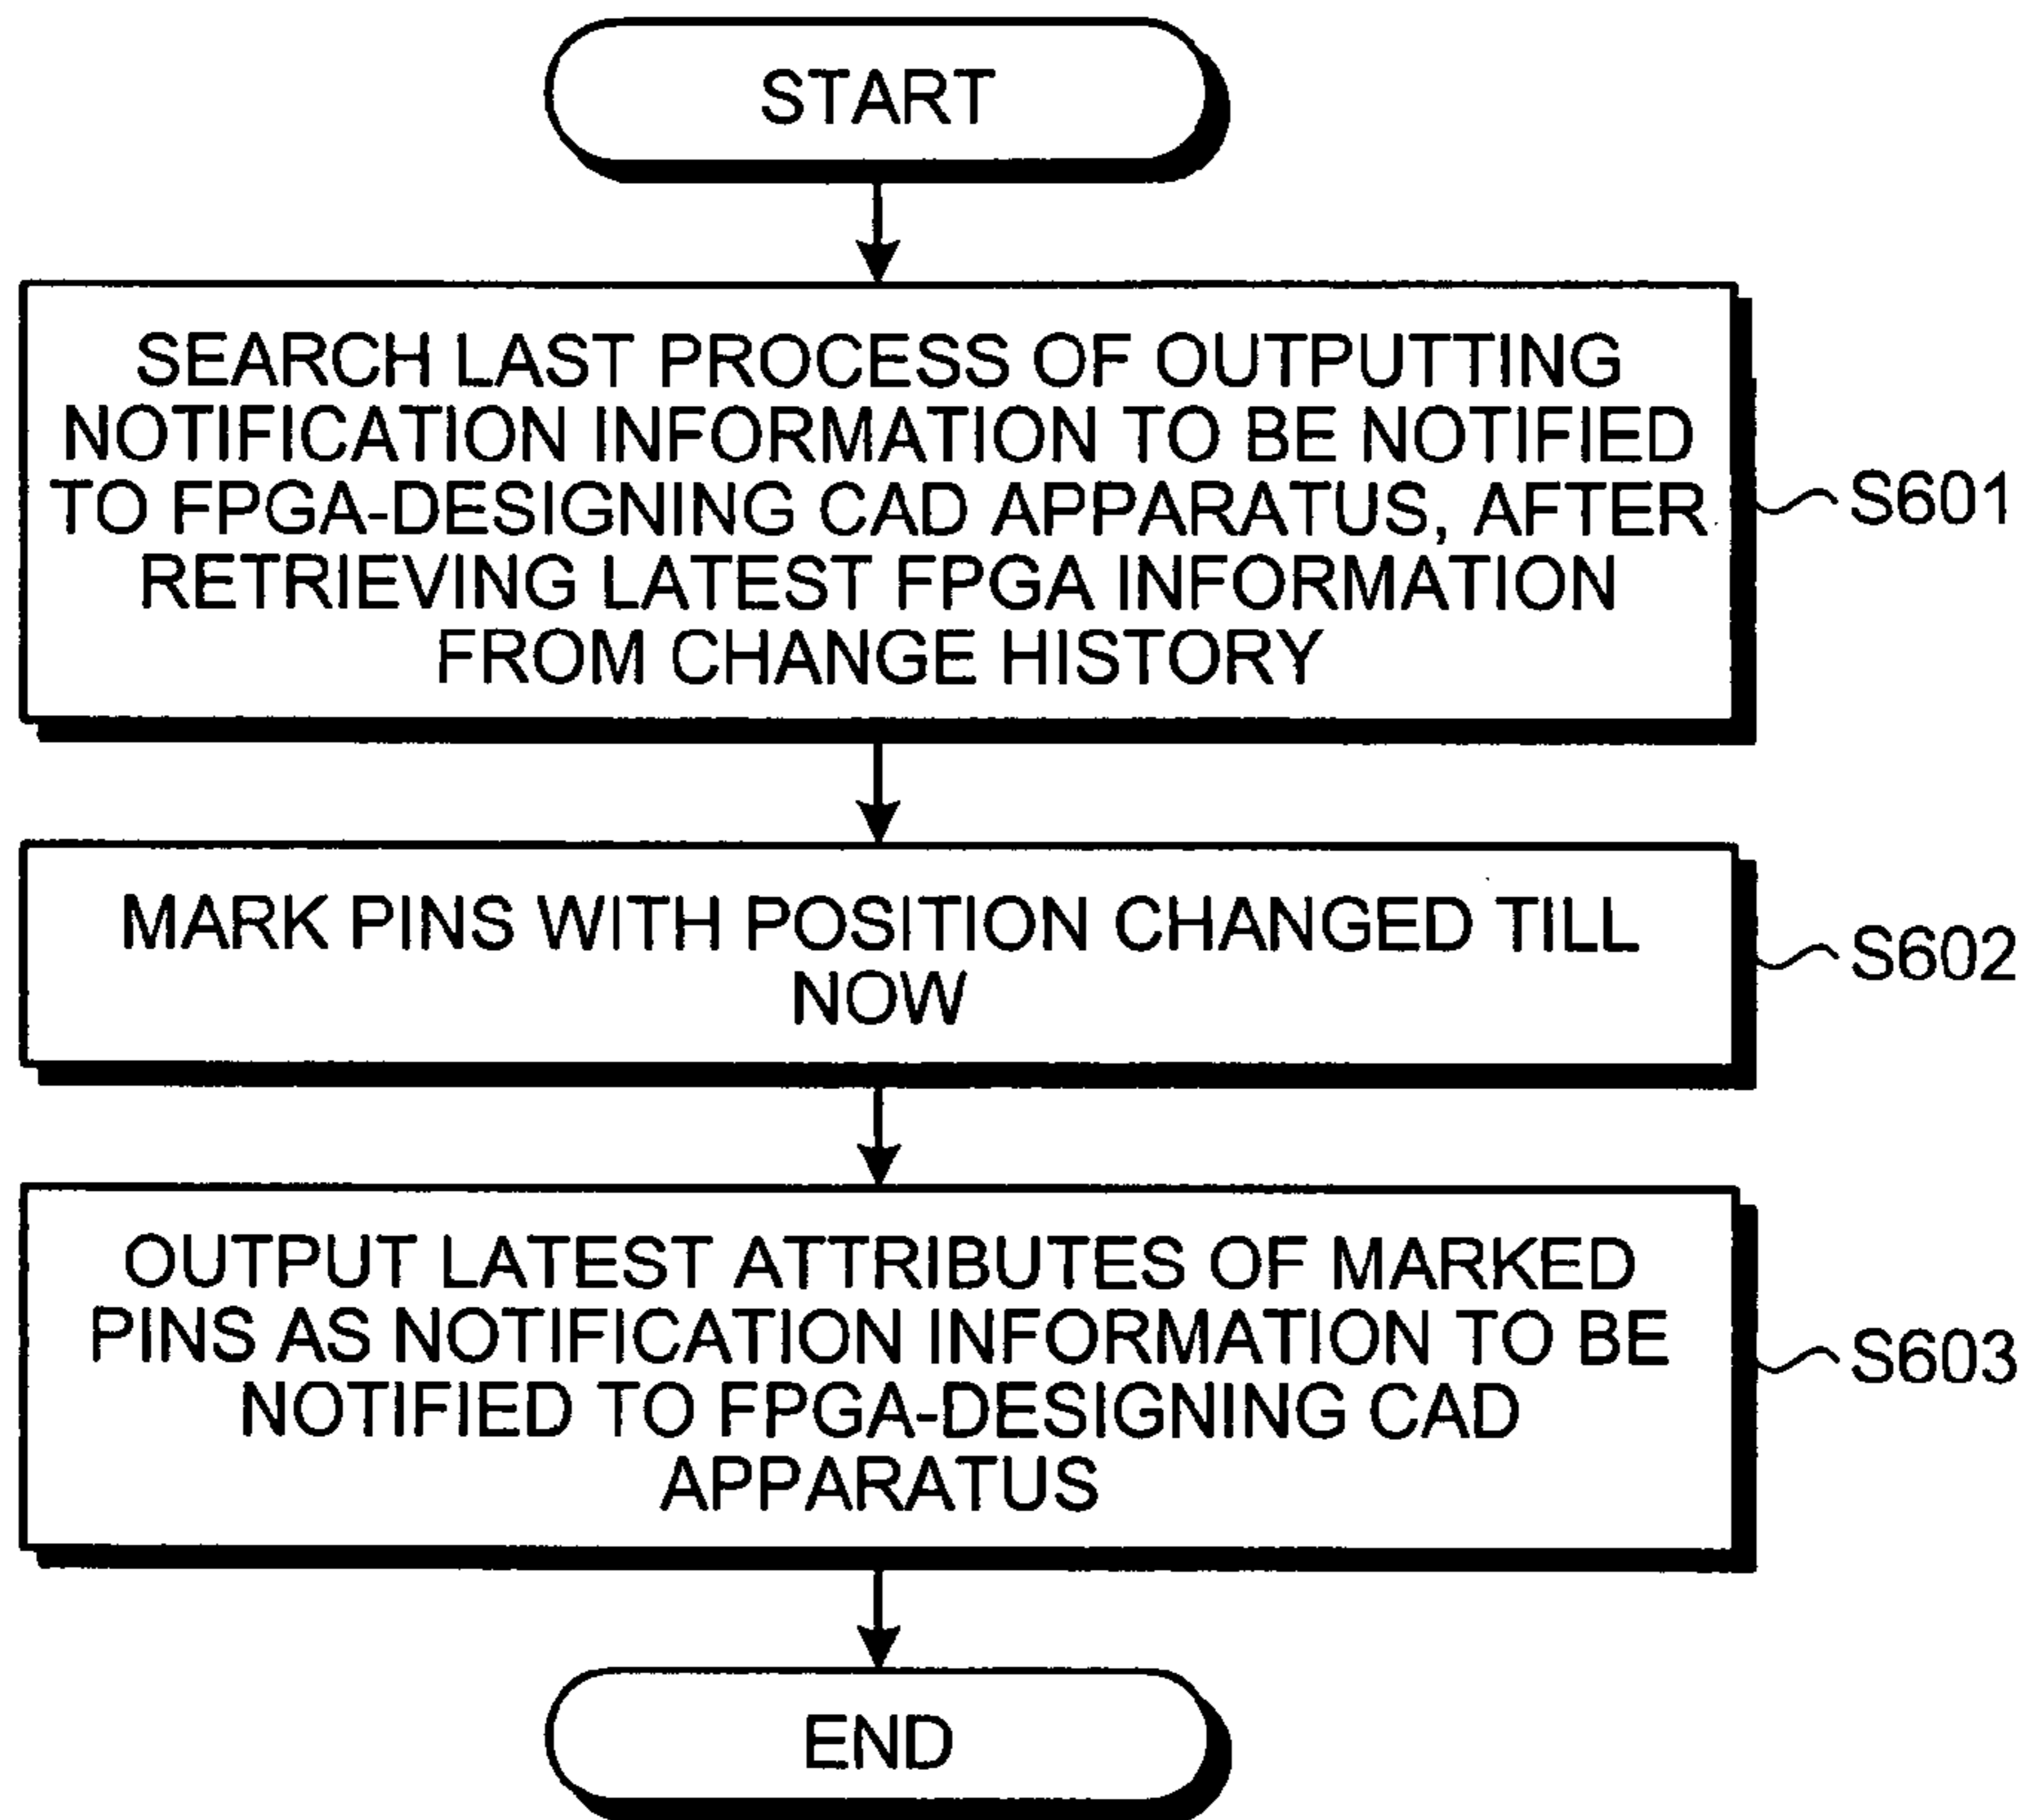 START
SEARCH LAST PROCESS OF OUTPUTTING
NOTIFICATION INFORMATION TO BE NOTIFIED
TO FPGA-DESIGNING CAD APPARATUS, AFTER
RETRIEVING LATEST FPGA INFORMATION
FROM CHANGE HISTORY
S601
MARK PINS WITH POSITION CHANGED TILL
NOW
S602
OUTPUT LATEST ATTRIBUTES OF MARKED
PINS AS NOTIFICATION INFORMATION TO BE
NOTIFIED TO FPGA-DESIGNING CAD
APPARATUS
S603
END